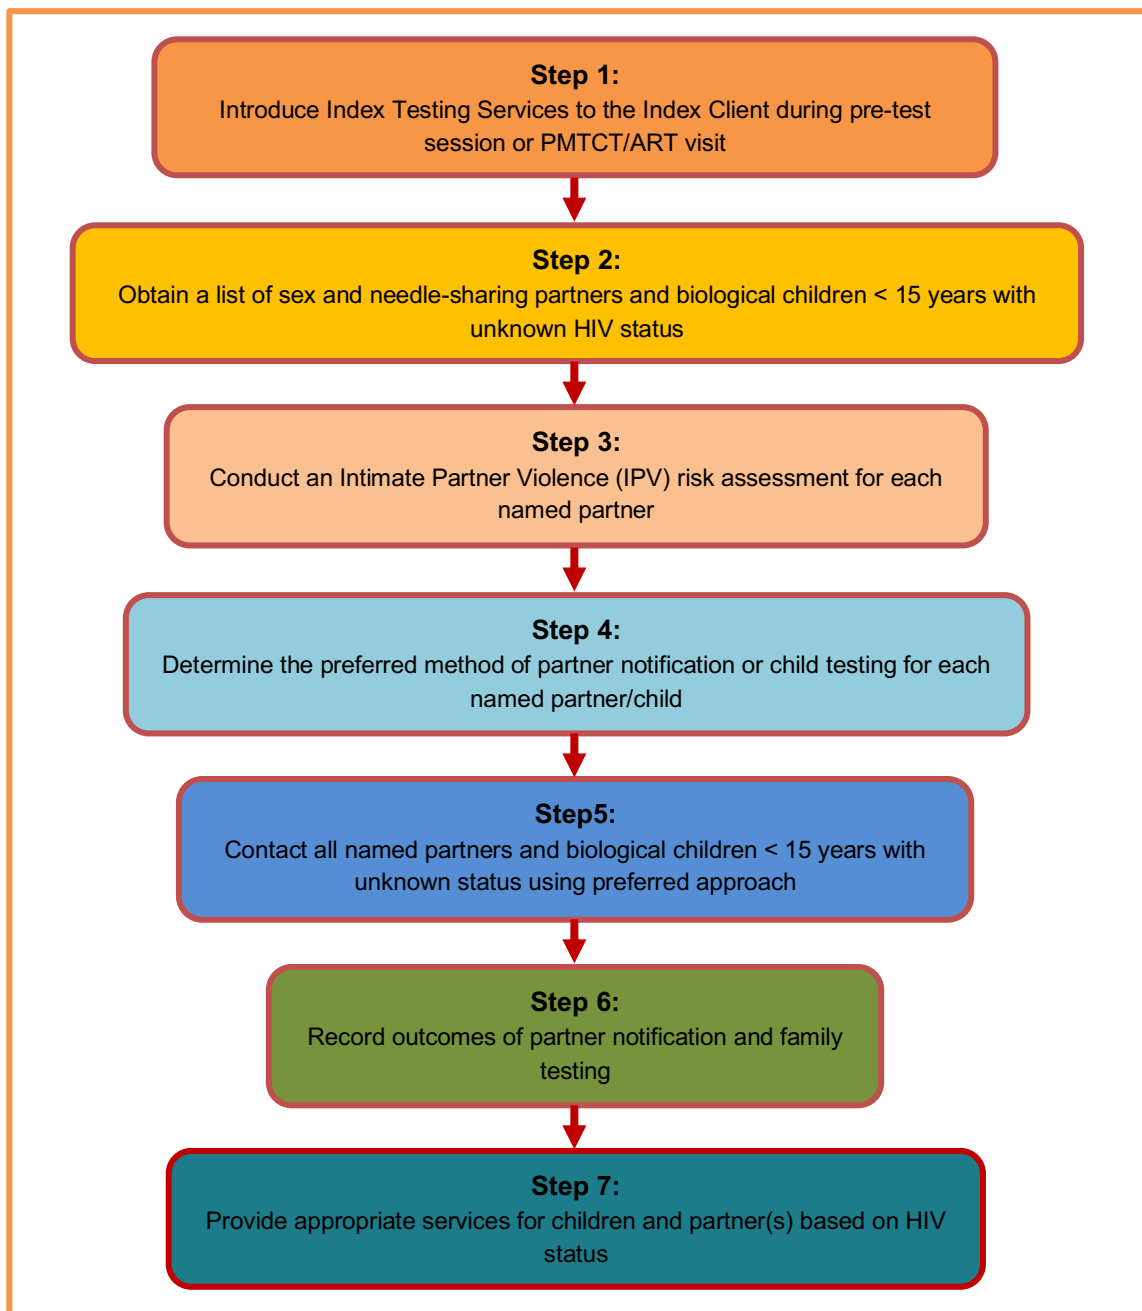 Step 1:
Introduce Index Testing Services to the Index Client during pre-test
session or PMTCT/ART visit
Step 2:
Obtain a list of sex and needle-sharing partners and biological children < 15 years with
unknown HIV status
Step 3:
Conduct an Intimate Partner Violence (IPV) risk assessment for each
named partner
Step 4:
Determine the preferred method of partner notification or child testing for each
named partner/child
Step5:
Contact all named partners and biological children < 15 years with
unknown status using preferred approach
Step 6:
Record outcomes of partner notification and family
testing
Step 7:
Provide appropriate services for children and partner(s) based on HIV
status